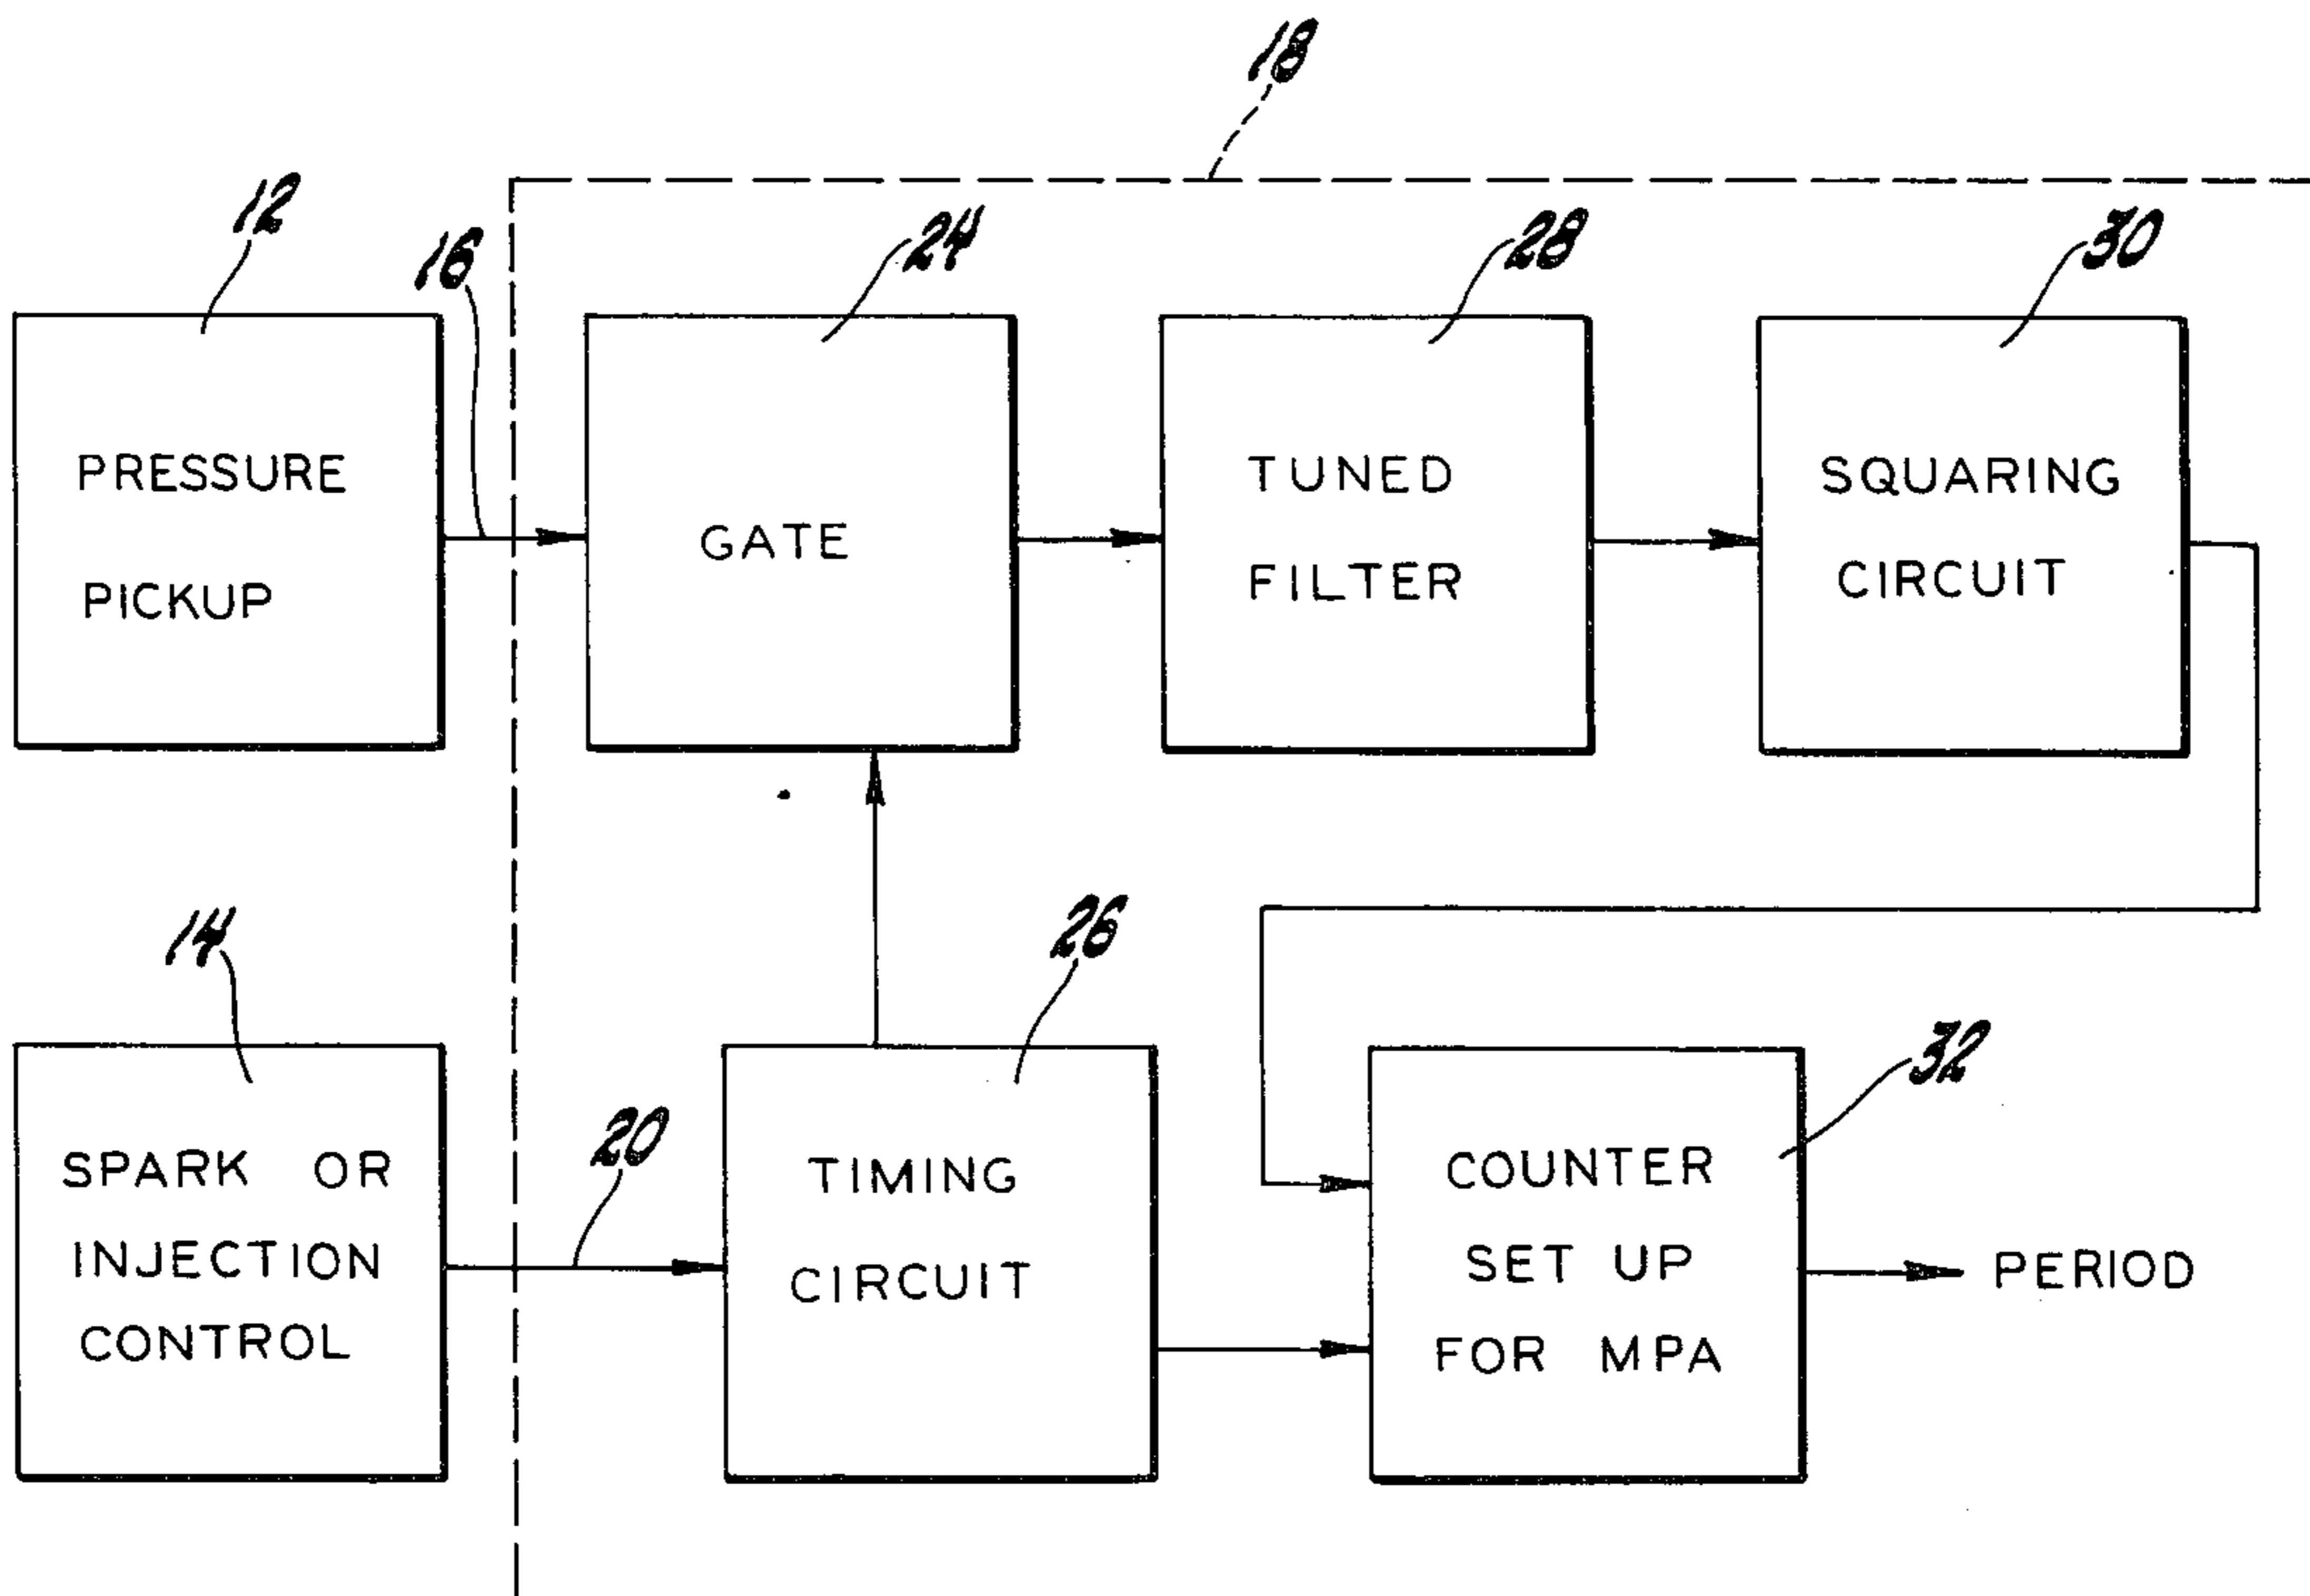 18
12
16
24
28
30
PRESSURE
PICKUP
GATE
TUNED
FILTER
SQUARING
CIRCUIT
14
26
32
20
SPARK OR
INJECTION
CONTROL
TIMING
CIRCUIT
COUNTER
SET UP
FOR MPA
PERIOD